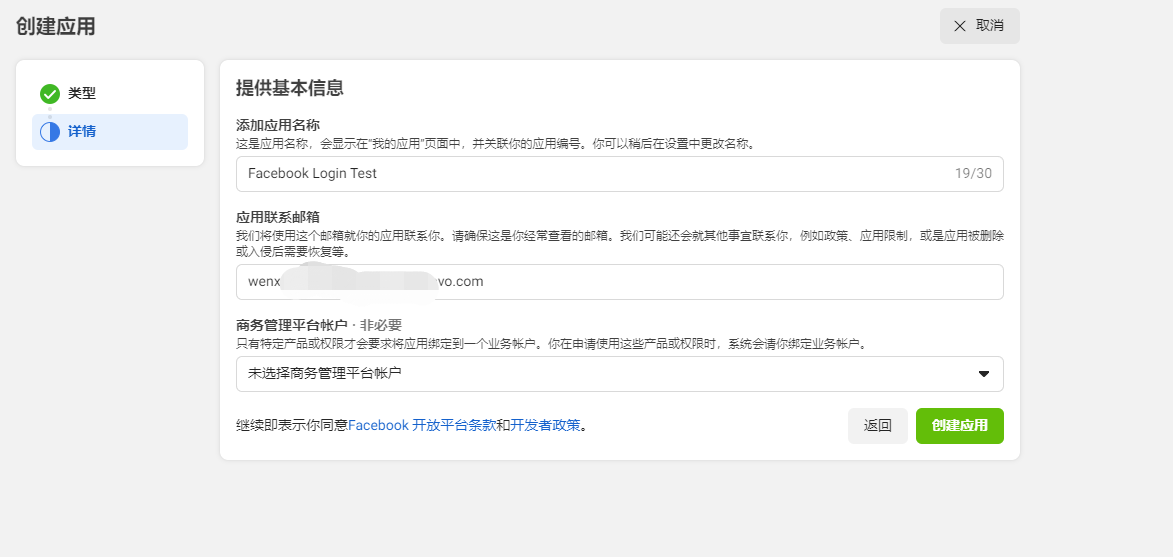 创建应用
取消
类型
详情
提供基本信息
添加应用名称
这是应用名称，会显示在“我的应用”页面中，并关联你的应用编号。你可以稍后在设置中更改名称。
Facebook Login Test 19/30
应用联系邮箱
我们将使用这个邮箱就你的应用联系你。请确保这是你经常查看的邮箱。我们可能还会就其他事宜联系你，例如政策、应用限制，或是应用被删除
或入侵后需要恢复等。
wenx vo.com
商务管理平台帐户 · 非必要
只有特定产品或权限才会要求将应用绑定到一个业务帐户。你在申请使用这些产品或权限时，系统会请你绑定业务帐户。
未选择商务管理平台帐户
继续即表示你同意Facebook 开放平台条款和开发者政策。
返回
创建应用